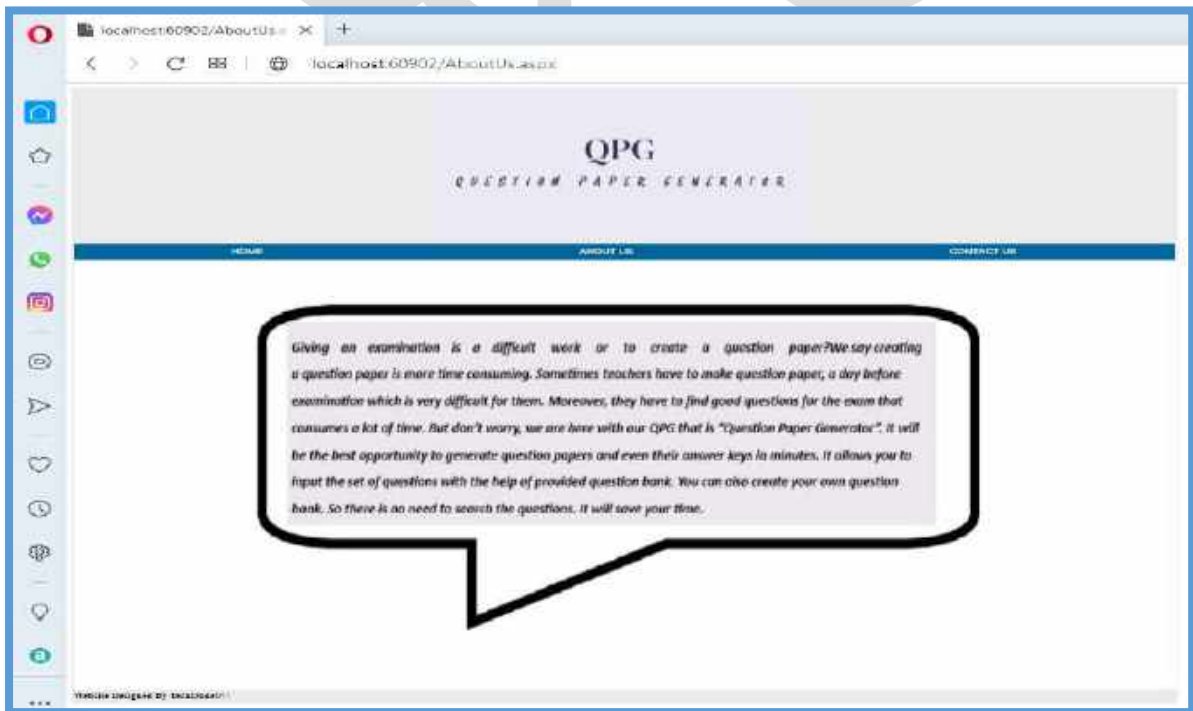 localhost:60902/AboutUs.a
localhost:60902/AboutUs.aspx
QPG
QUESTION PAPER GENERATOR
HOME ABOUT US CONTACT US
Giving an examination is a difficult work or to create a question paper?We say creating
a question paper is more time consuming. Sometimes teachers have to make question paper, a day before
examination which is very difficult for them. Moreover, they have to find good questions for the exam that
consumes a lot of time. But don't worry, we are here with our QPG that is "Question Paper Generator". It will
be the best opportunity to generate question papers and even their answer keys in minutes. It allows you to
input the set of questions with the help of provided question bank. You can also create your own question
bank. So there is no need to search the questions. It will save your time.
Website Designed By